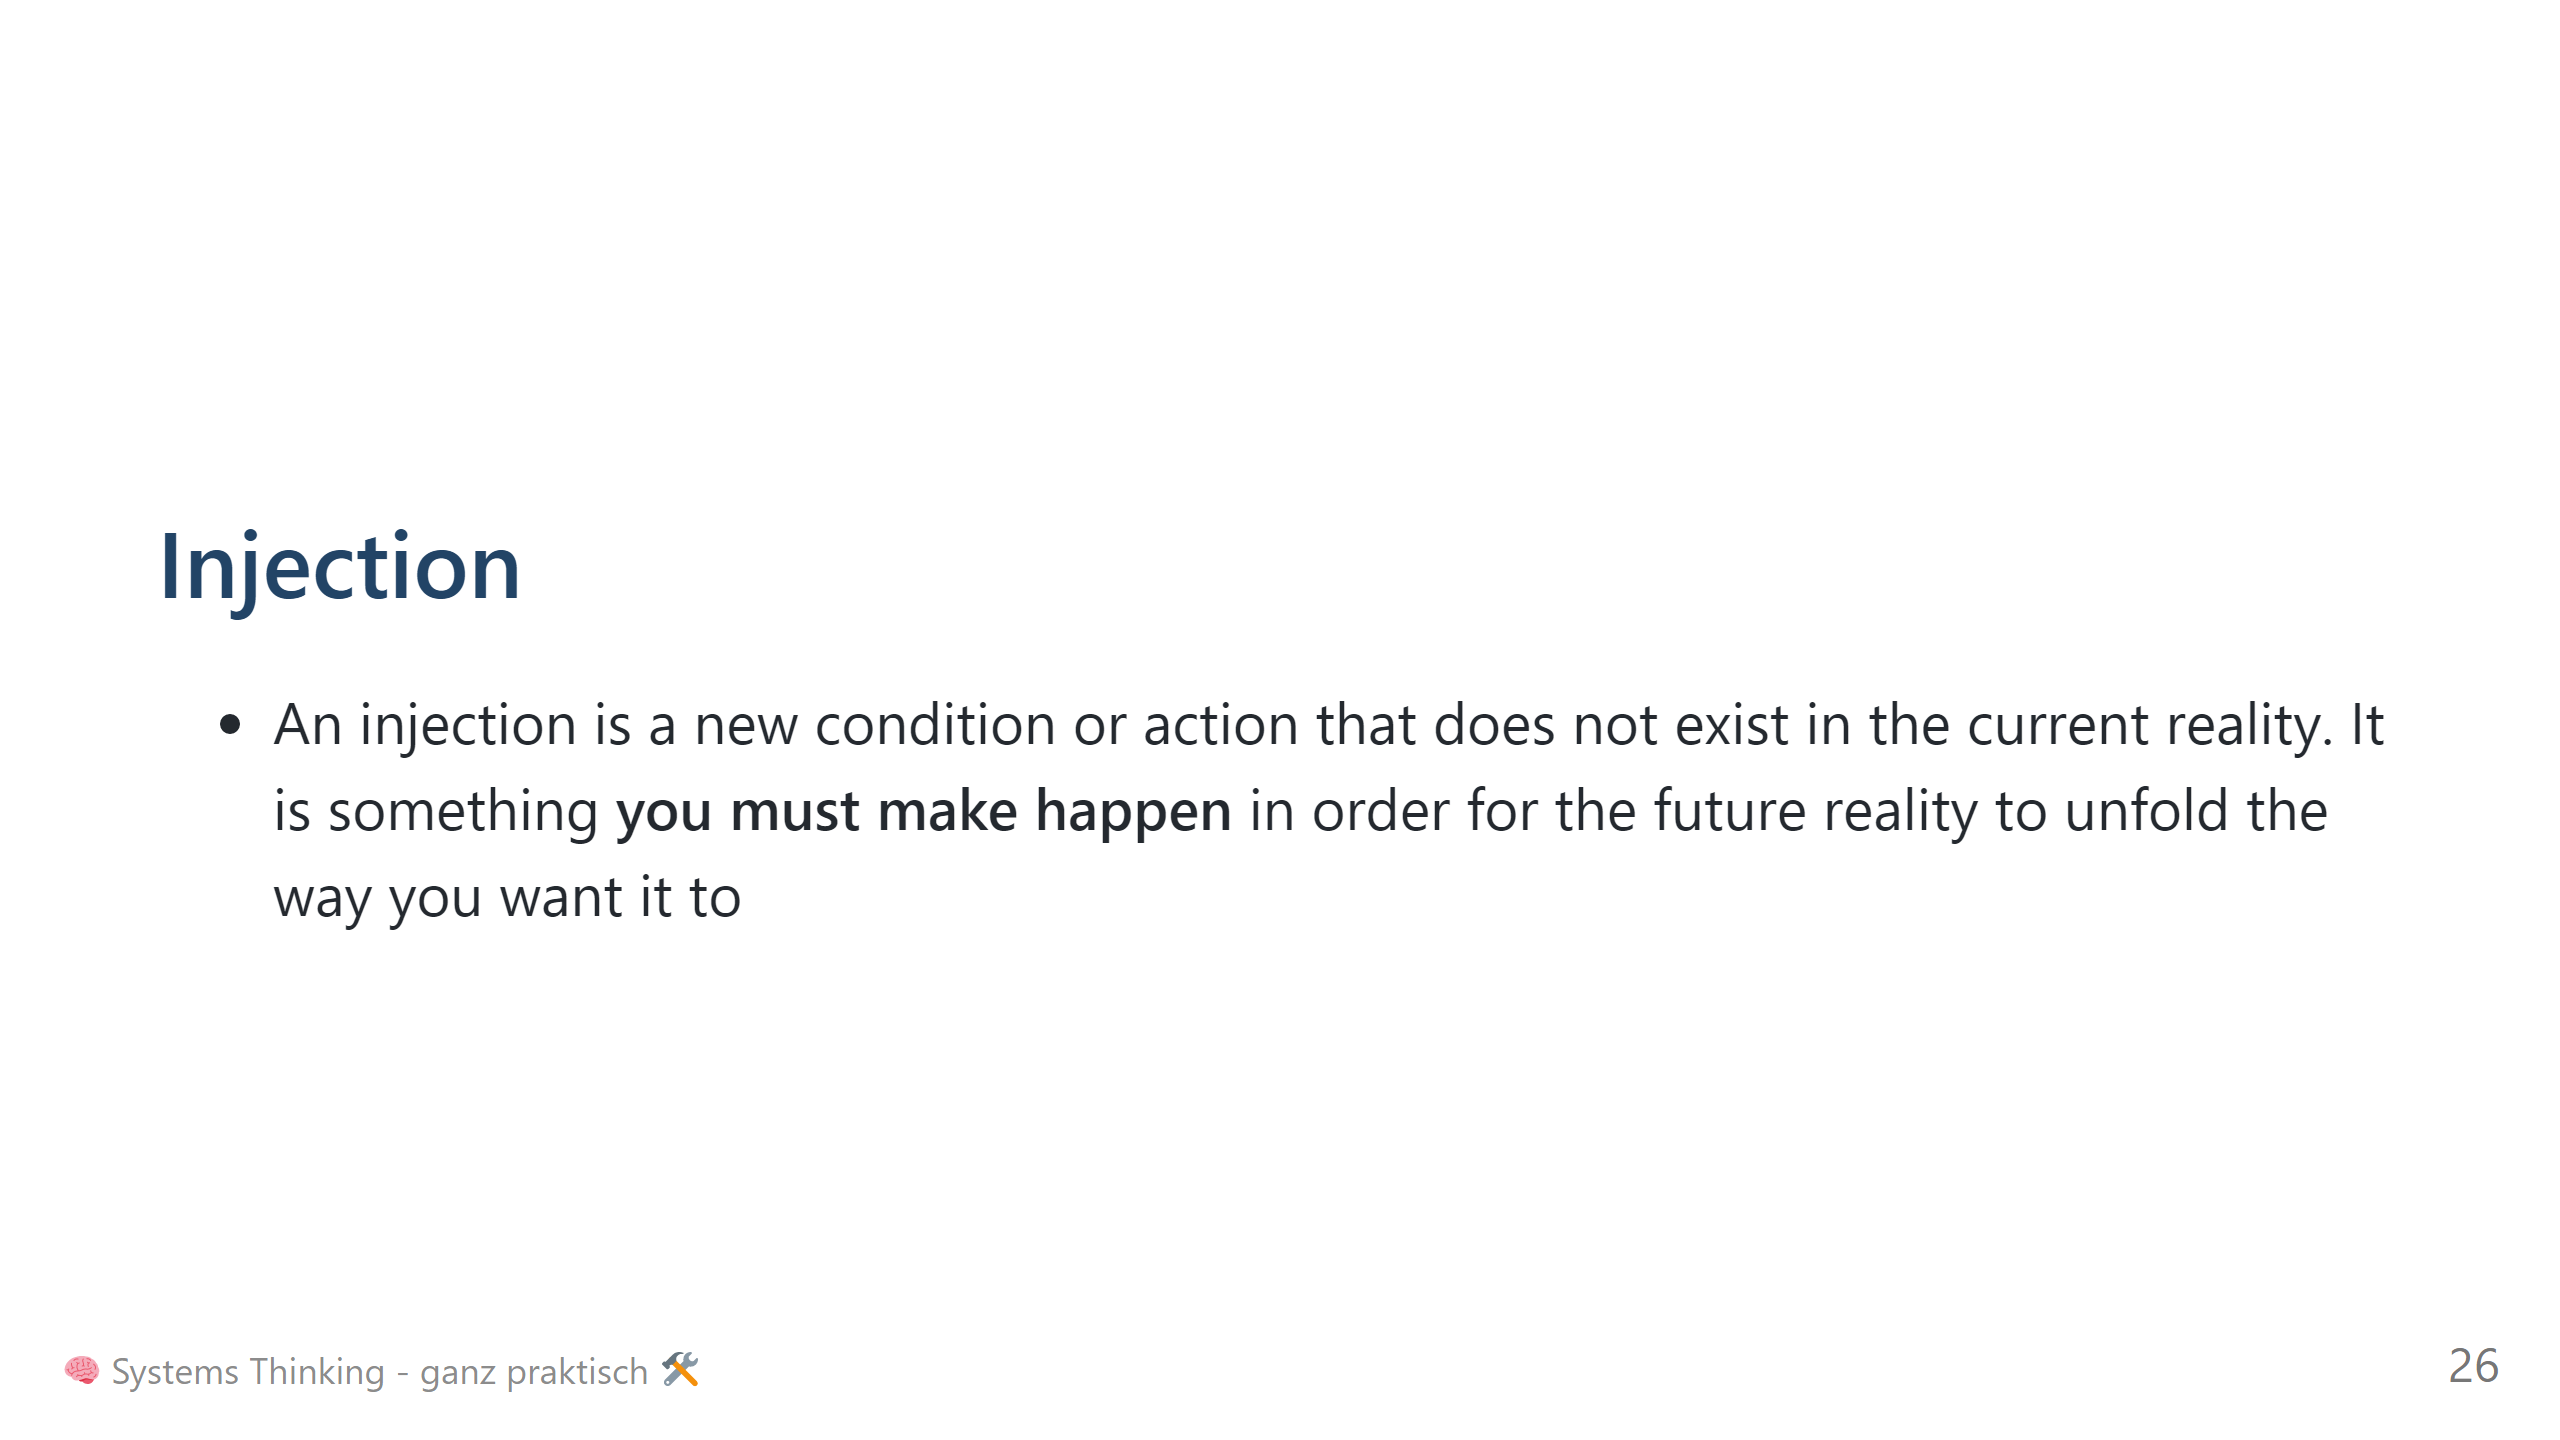 Injection
• An injection is a new condition or action that does not exist in the current reality. It
is something you must make happen in order for the future reality to unfold the
way you want it to
🧠 Systems Thinking - ganz praktisch 🛠️
26